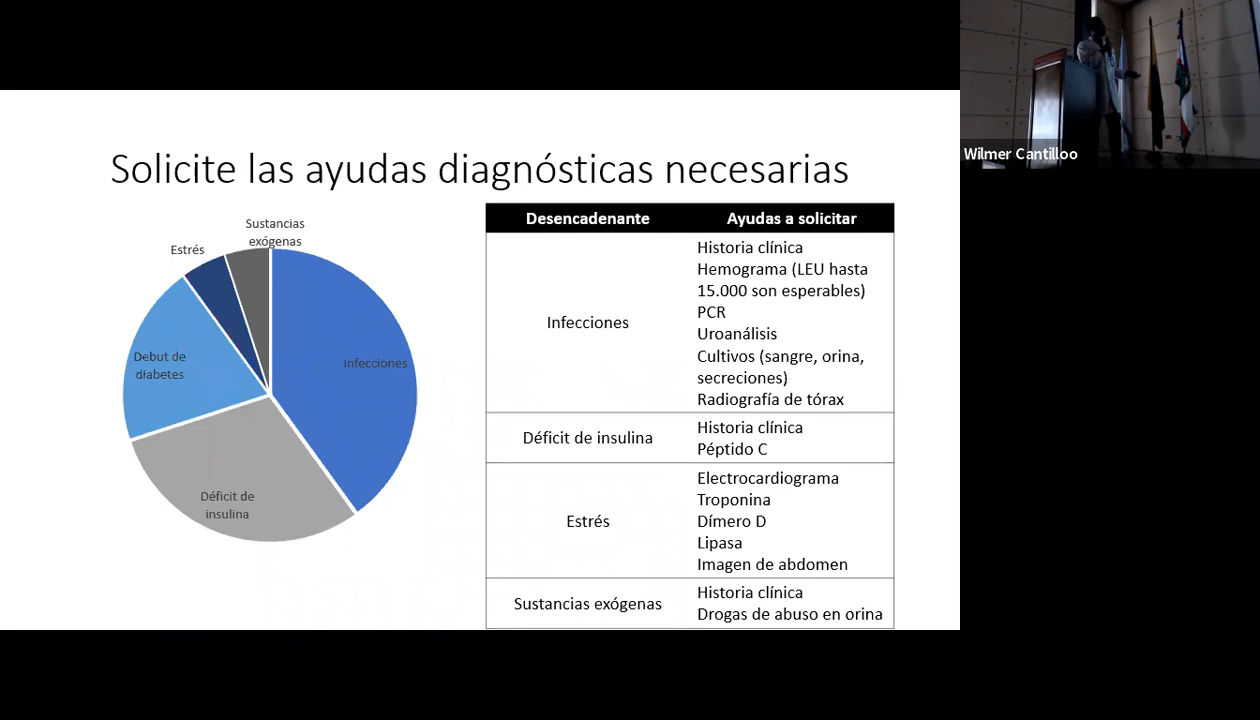 Solicite las ayudas diagnósticas necesarias
Sustancias
exógenas
Estrés
Debut de
diabetes
Infecciones
Déficit de
insulina
Desencadenante Ayudas a solicitar
Infecciones
Historia clínica
Hemograma (LEU hasta
15.000 son esperables)
PCR
Uroanálisis
Cultivos (sangre, orina,
secreciones)
Radiografía de tórax
Déficit de insulina
Historia clínica
Péptido C
Estrés
Electrocardiograma
Troponina
Dímero D
Lipasa
Imagen de abdomen
Sustancias exógenas
Historia clínica
Drogas de abuso en orina
Wilmer Cantilloo